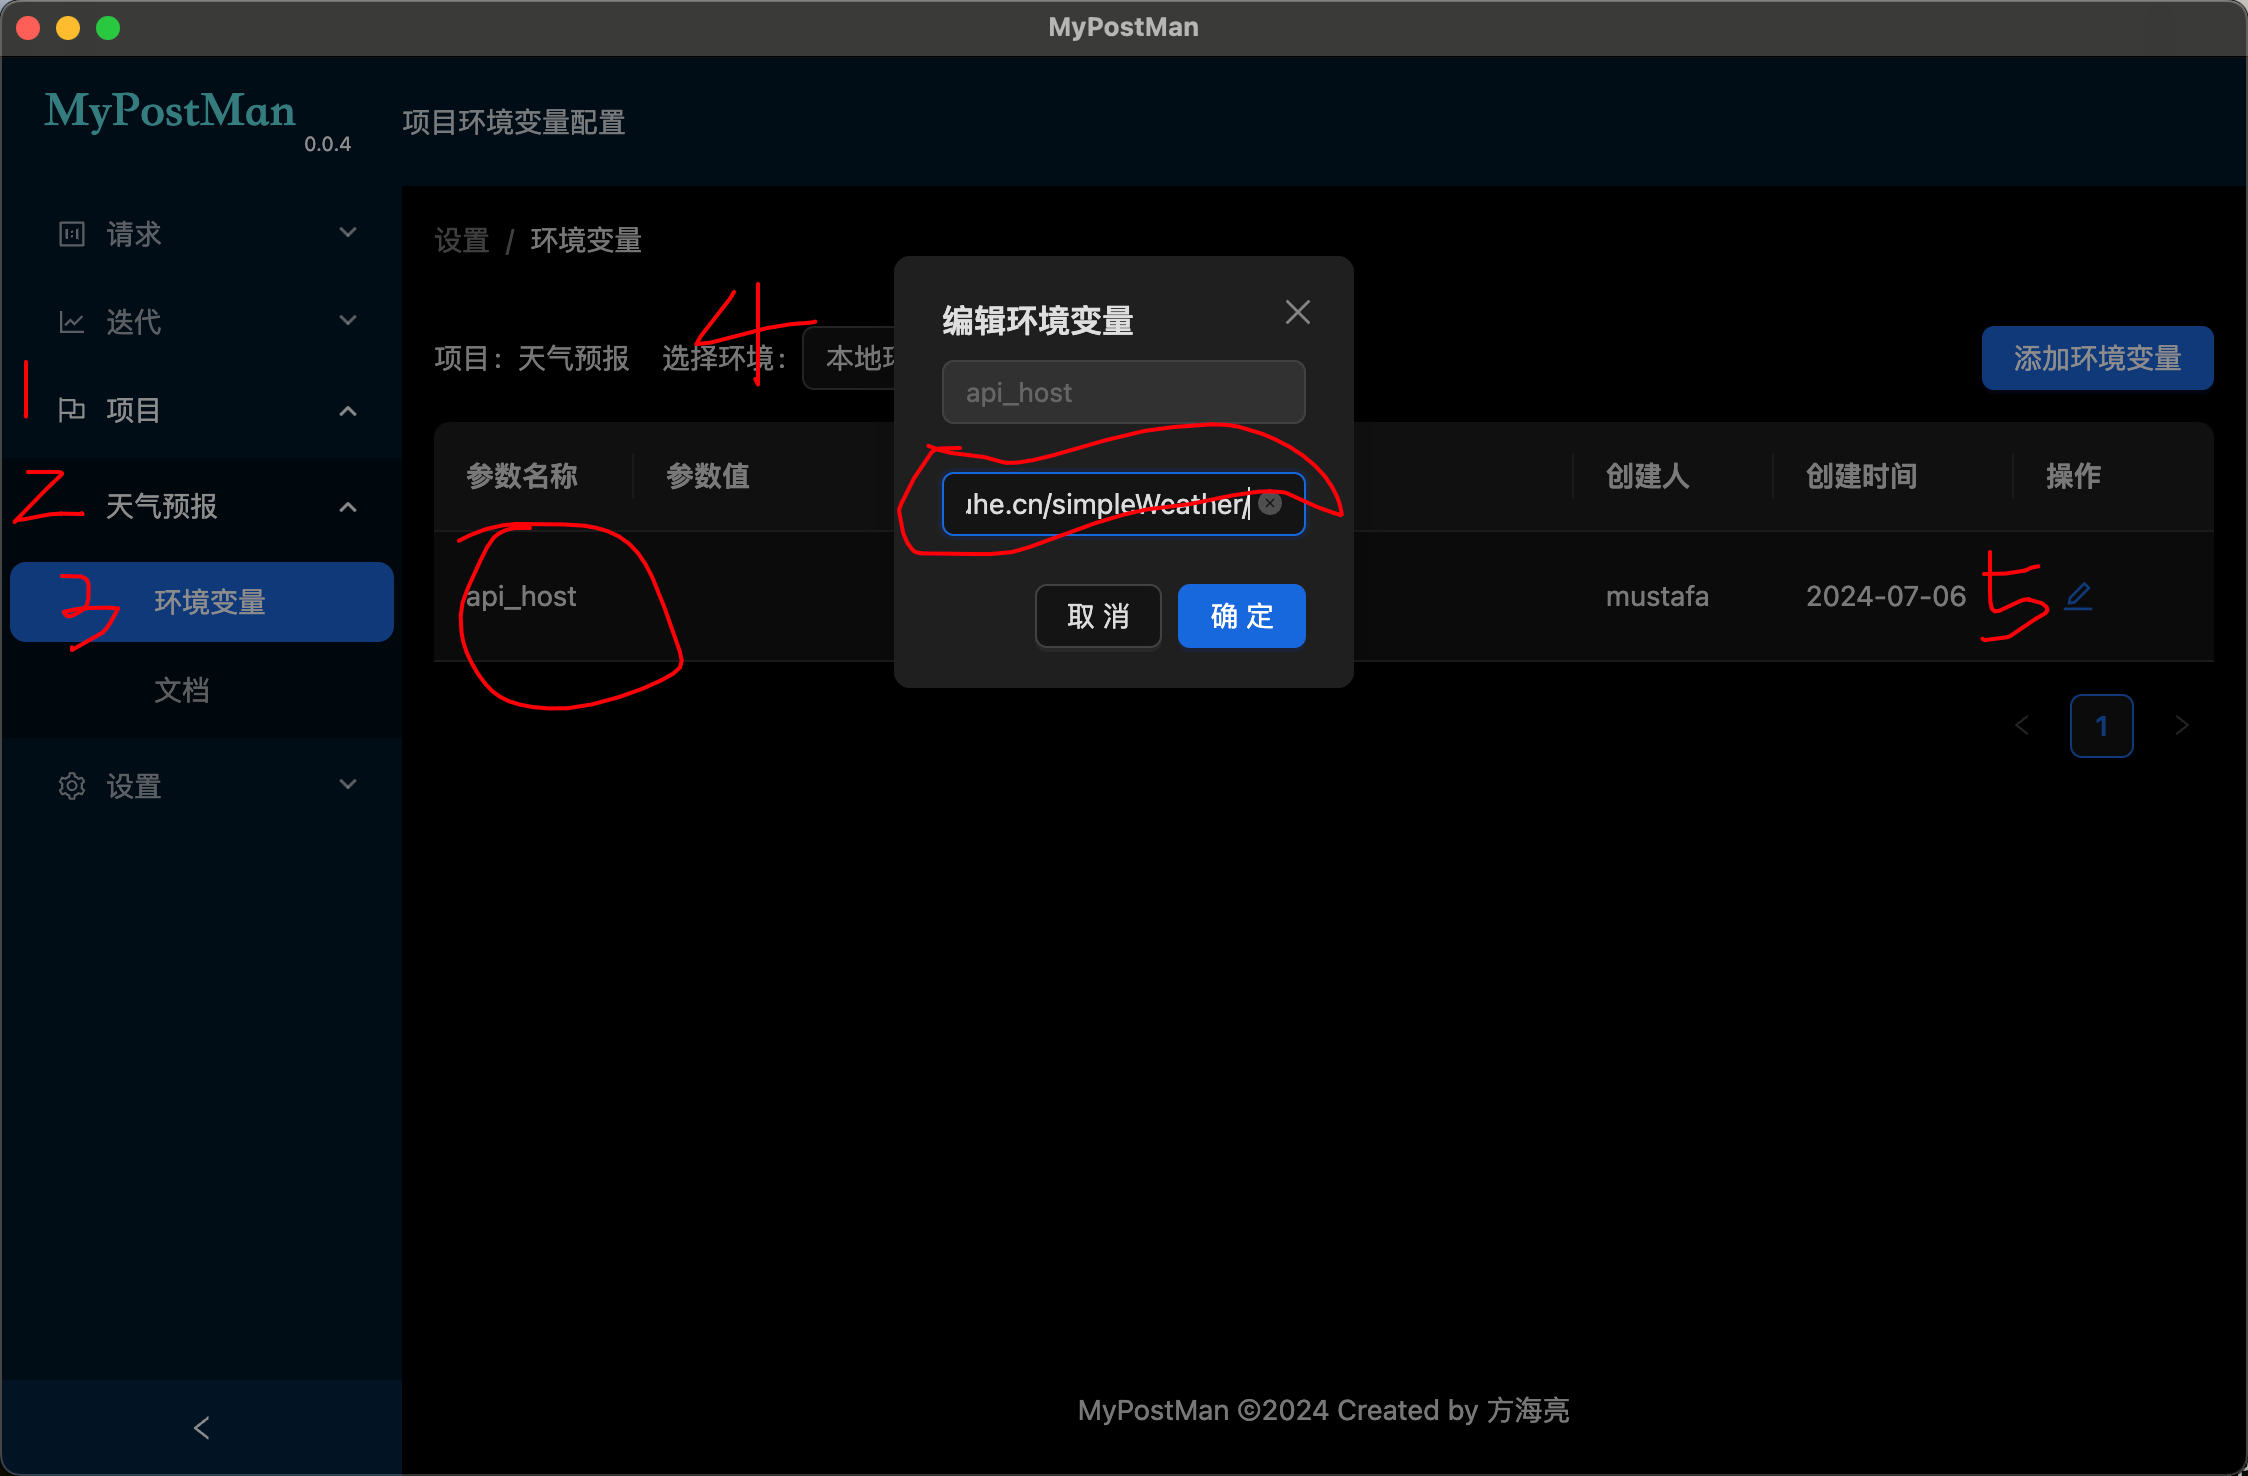 MyPostMan
MyPostMan
0.0.4
项目环境变量配置
请求
迭代
1
项目
2
天气预报
3
环境变量
文档
设置
设置 / 环境变量
4
项目: 天气预报 选择环境: 本地
添加环境变量
编辑环境变量
api_host
he.cn/simpleWeather/
取 消
确 定
参数名称 参数值 创建人 创建时间 操作
api_host mustafa 2024-07-06
5
1
MyPostMan ©2024 Created by 方海亮